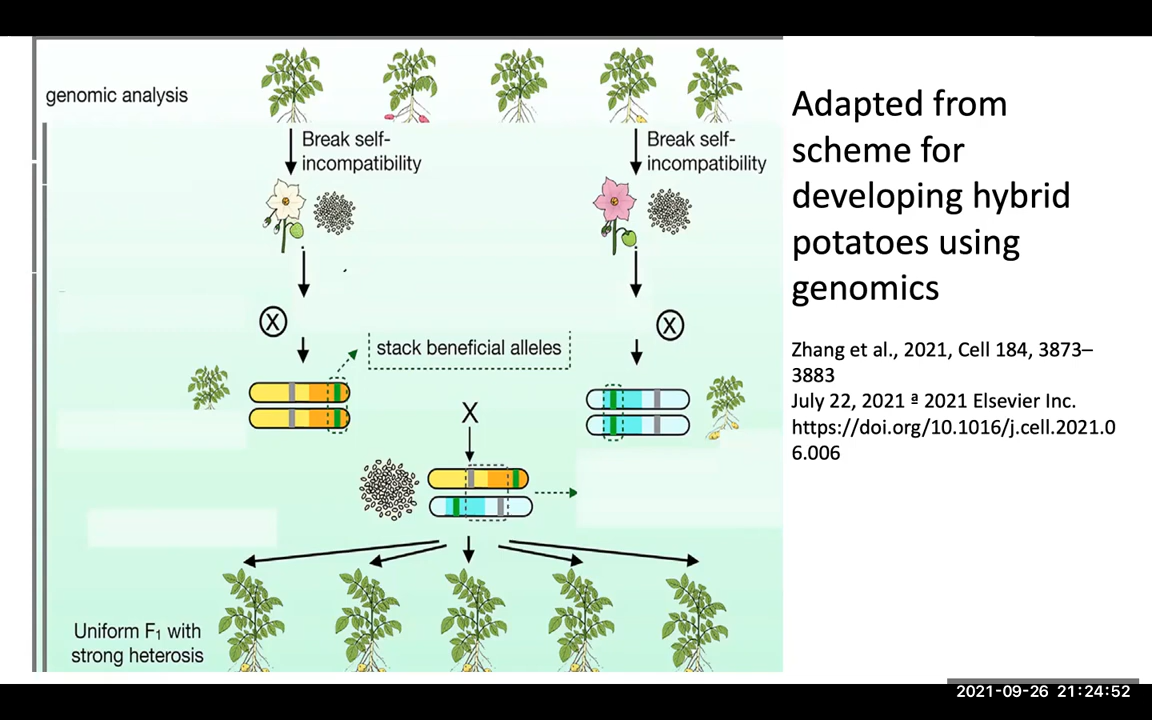 genomic analysis
Break self-
incompatibility
Break self-
incompatibility
X
X
stack beneficial alleles
X
Uniform F₁ with
strong heterosis
Adapted from
scheme for
developing hybrid
potatoes using
genomics
Zhang et al., 2021, Cell 184, 3873–
3883
July 22, 2021 ª 2021 Elsevier Inc.
https://doi.org/10.1016/j.cell.2021.0
6.006
2021-09-26 21:24:52